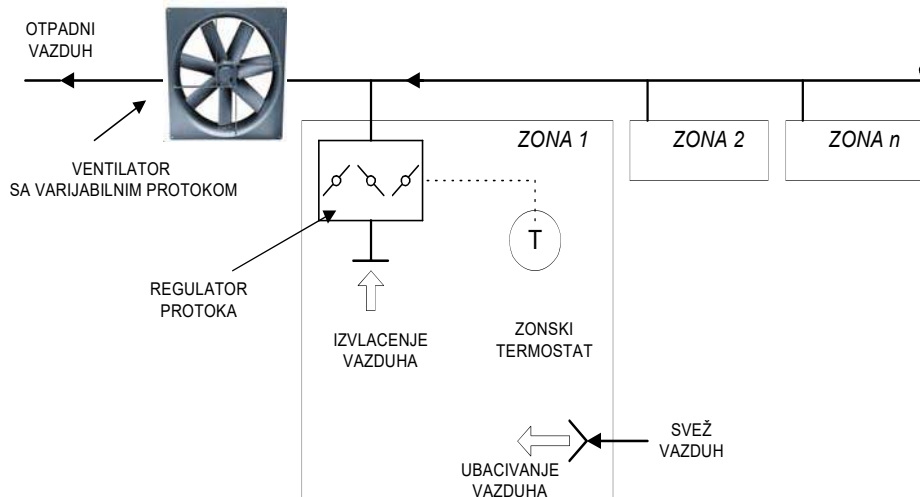 OTPADNI
VAZDUH
VENTILATOR
SA VARIJABILNIM PROTOKOM
ZONA 1
ZONA 2
ZONA n
T
REGULATOR
PROTOKA
IZVLACENJE
VAZDUHA
ZONSKI
TERMOSTAT
SVEŽ
VAZDUH
UBACIVANJE
VAZDUHA